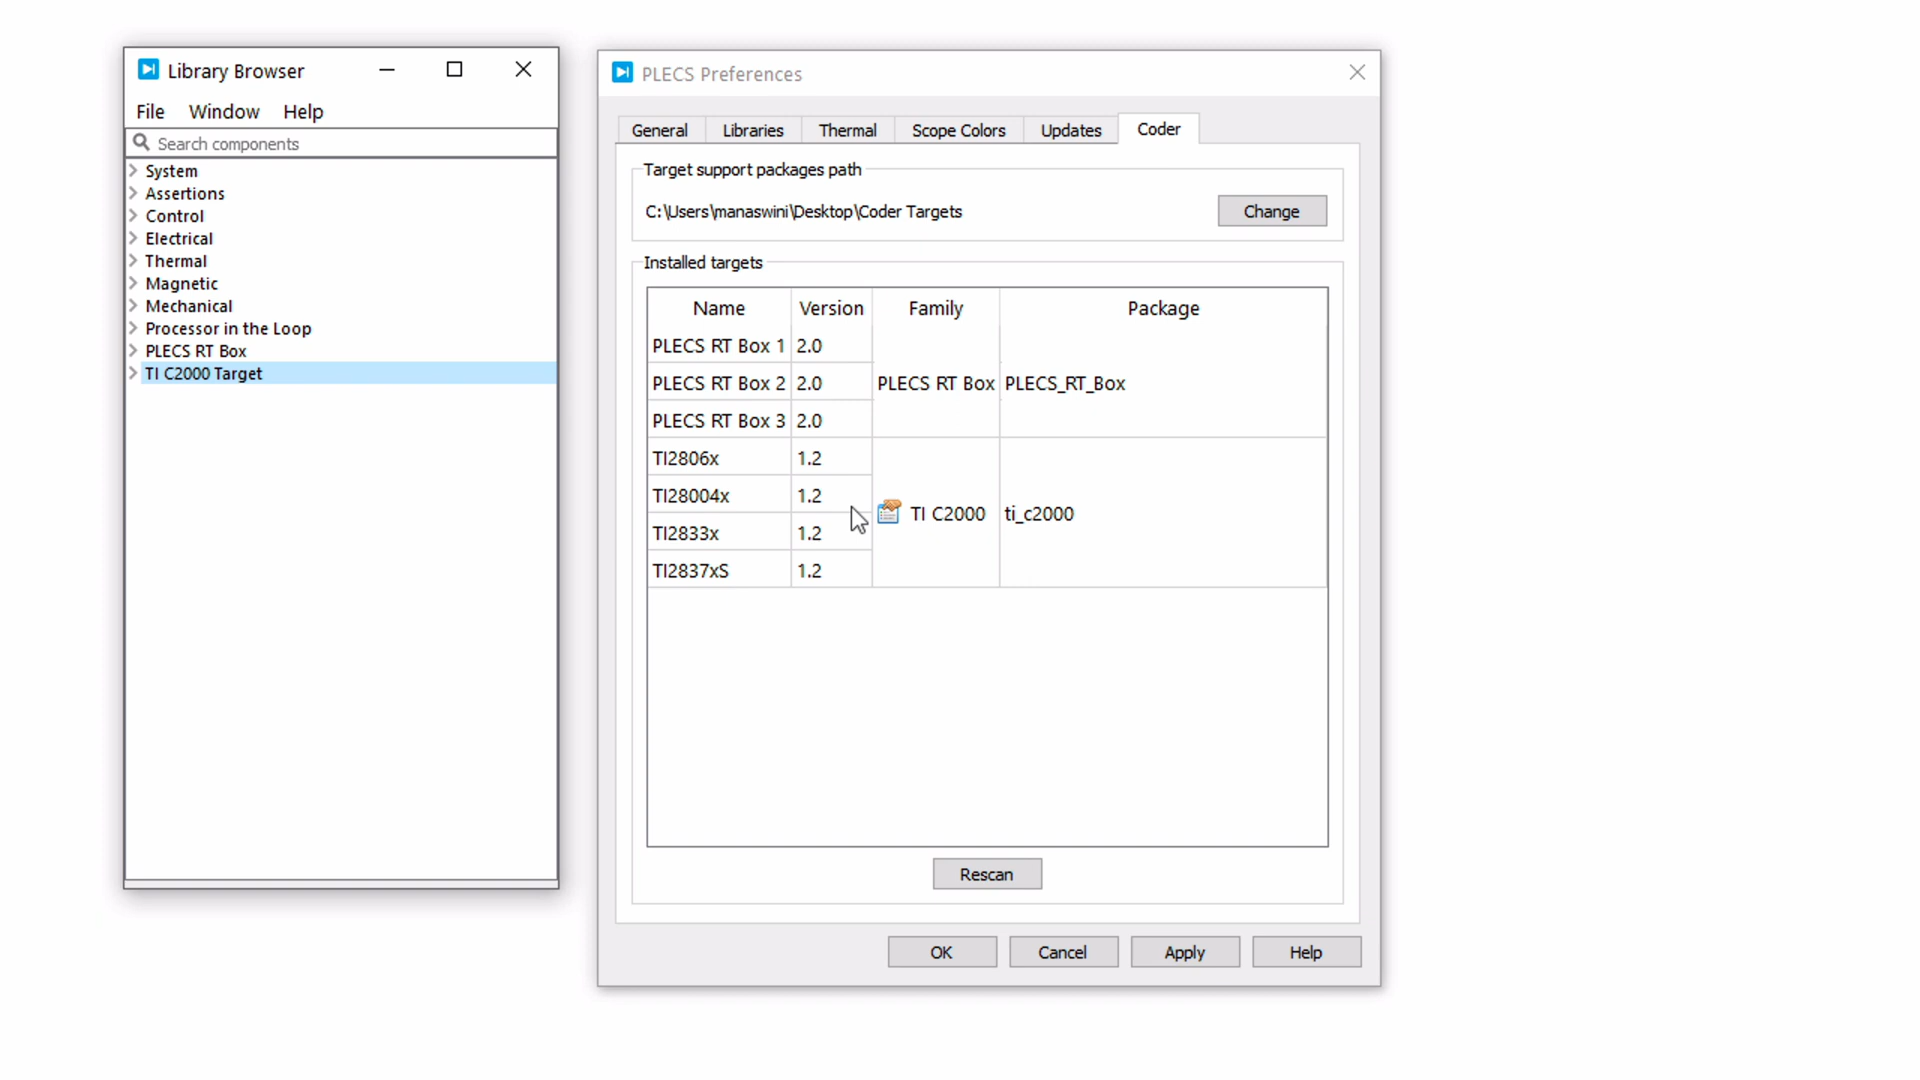 Library Browser
File Window Help
Search components
System
Assertions
Control
Electrical
Thermal
Magnetic
Mechanical
Processor in the Loop
PLECS RT Box
TI C2000 Target
PLECS Preferences
General Libraries Thermal Scope Colors Updates Coder
Target support packages path
C:\Users\manaswini\Desktop\Coder Targets Change
Installed targets
Name Version Family Package
PLECS RT Box 1 2.0
PLECS RT Box 2 2.0 PLECS RT Box PLECS_RT_Box
PLECS RT Box 3 2.0
TI2806x 1.2
TI28004x 1.2
TI C2000 ti_c2000
TI2833x 1.2
TI2837xS 1.2
Rescan
OK Cancel Apply Help